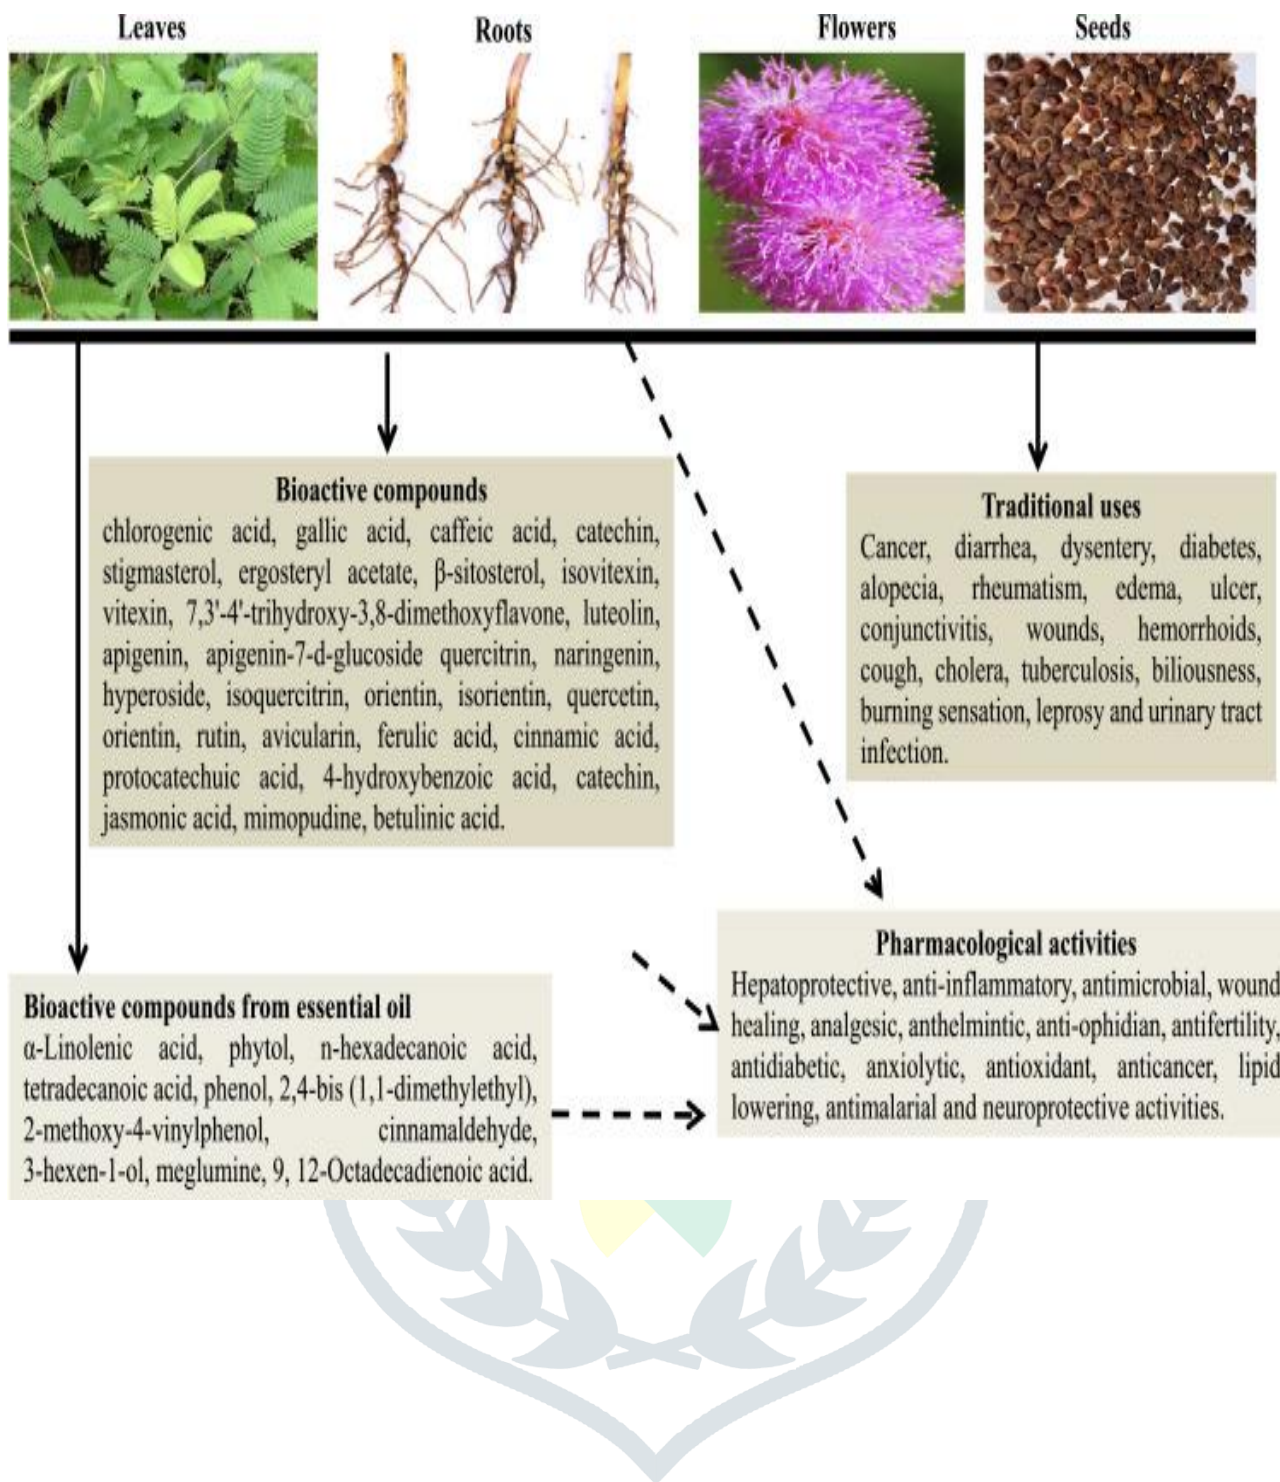 Leaves
Roots
Flowers
Seeds
Bioactive compounds
chlorogenic acid, gallic acid, caffeic acid, catechin,
stigmasterol, ergosteryl acetate, β-sitosterol, isovitexin,
vitexin, 7,3'-4'-trihydroxy-3,8-dimethoxyflavone, luteolin,
apigenin, apigenin-7-d-glucoside quercitrin, naringenin,
hyperoside, isoquercitrin, orientin, isorientin, quercetin,
orientin, rutin, avicularin, ferulic acid, cinnamic acid,
protocatechuic acid, 4-hydroxybenzoic acid, catechin,
jasmonic acid, mimopudine, betulinic acid.
Traditional uses
Cancer, diarrhea, dysentery, diabetes,
alopecia, rheumatism, edema, ulcer,
conjunctivitis, wounds, hemorrhoids,
cough, cholera, tuberculosis, biliousness,
burning sensation, leprosy and urinary tract
infection.
Pharmacological activities
Hepatoprotective, anti-inflammatory, antimicrobial, wound
healing, analgesic, anthelmintic, anti-ophidian, antifertility,
antidiabetic, anxiolytic, antioxidant, anticancer, lipid
lowering, antimalarial and neuroprotective activities.
Bioactive compounds from essential oil
α-Linolenic acid, phytol, n-hexadecanoic acid,
tetradecanoic acid, phenol, 2,4-bis (1,1-dimethylethyl),
2-methoxy-4-vinylphenol, cinnamaldehyde,
3-hexen-1-ol, meglumine, 9, 12-Octadecadienoic acid.